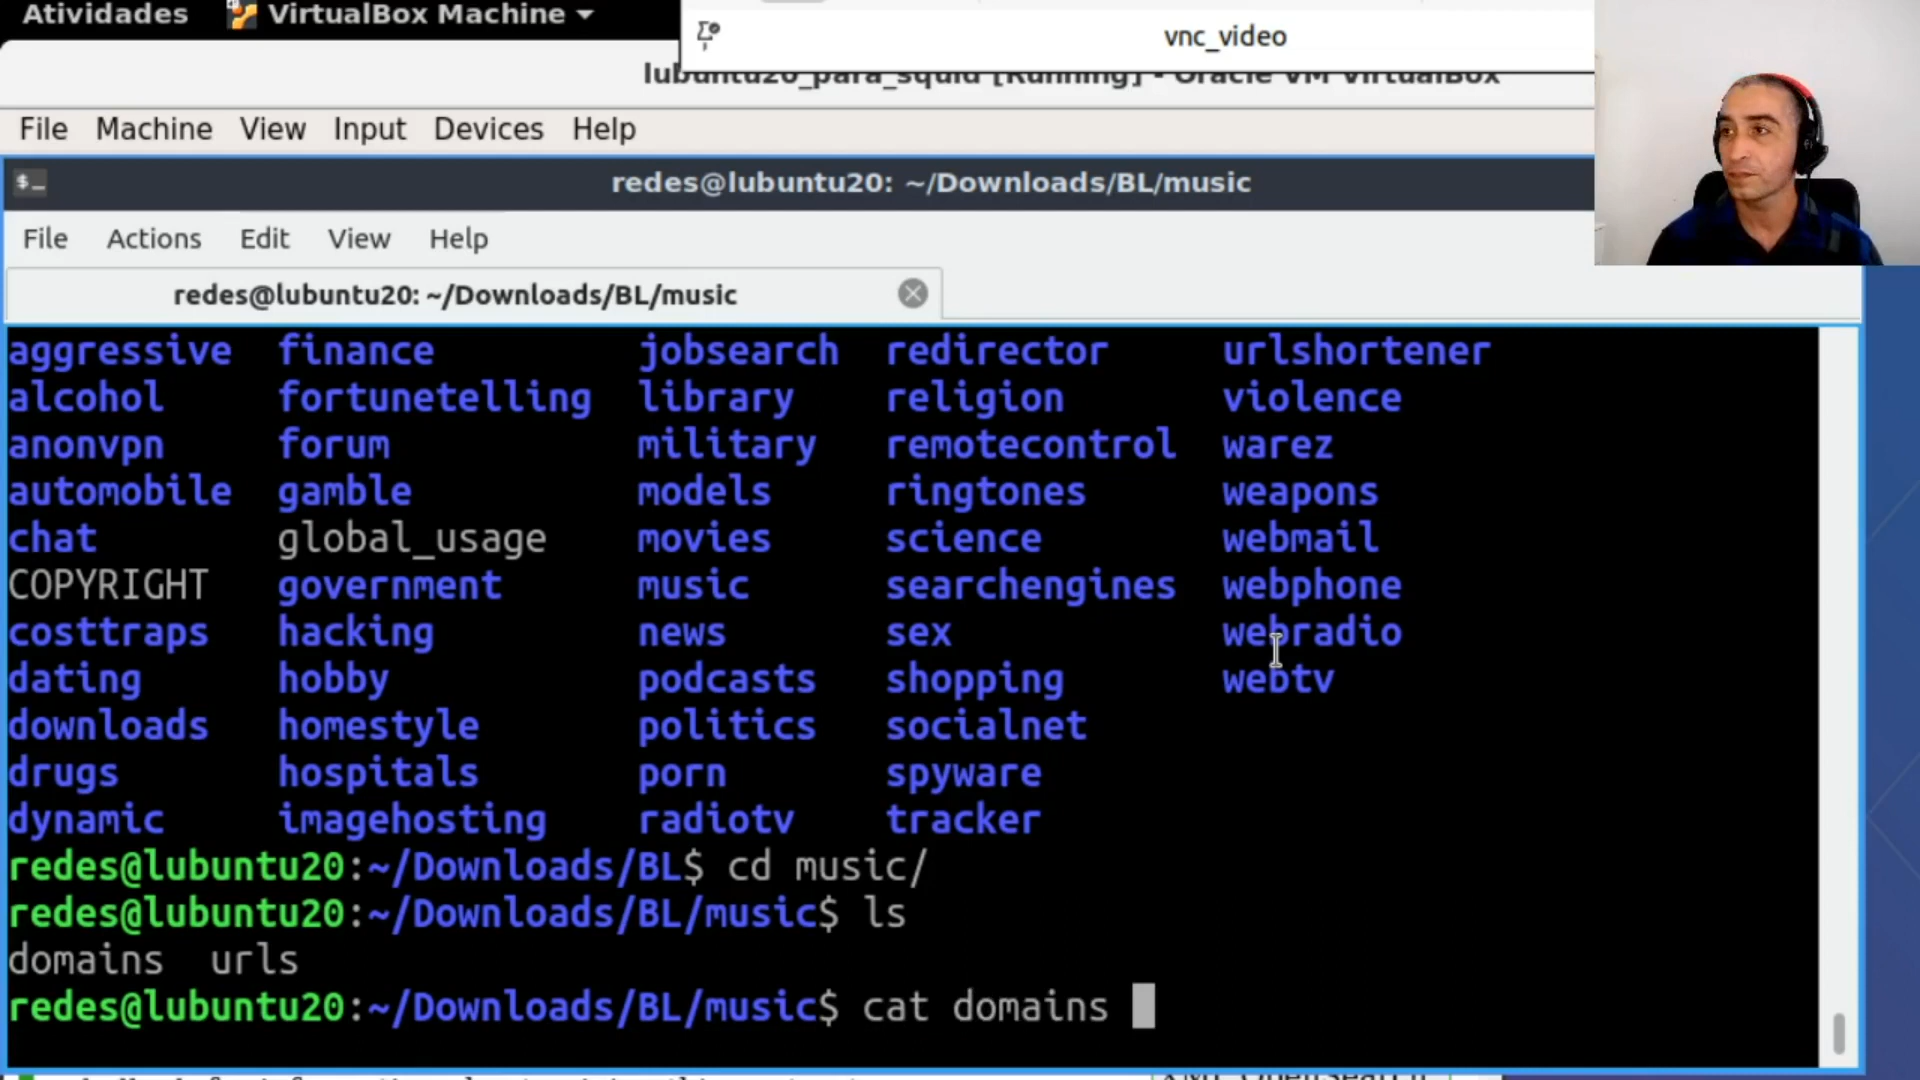 Atividades VirtualBox Machine
vnc_video
lubuntu20_para_squid [Running] - Oracle VM VirtualBox
File Machine View Input Devices Help
redes@lubuntu20: ~/Downloads/BL/music
File Actions Edit View Help
redes@lubuntu20: ~/Downloads/BL/music
aggressive finance jobsearch redirector urlshortener
alcohol fortunetelling library religion violence
anonvpn forum military remotecontrol warez
automobile gamble models ringtones weapons
chat global_usage movies science webmail
COPYRIGHT government music searchengines webphone
costtraps hacking news sex webradio
dating hobby podcasts shopping webtv
downloads homestyle politics socialnet
drugs hospitals porn spyware
dynamic imagehosting radiotv tracker
redes@lubuntu20:~/Downloads/BL$ cd music/
redes@lubuntu20:~/Downloads/BL/music$ ls
domains urls
redes@lubuntu20:~/Downloads/BL/music$ cat domains